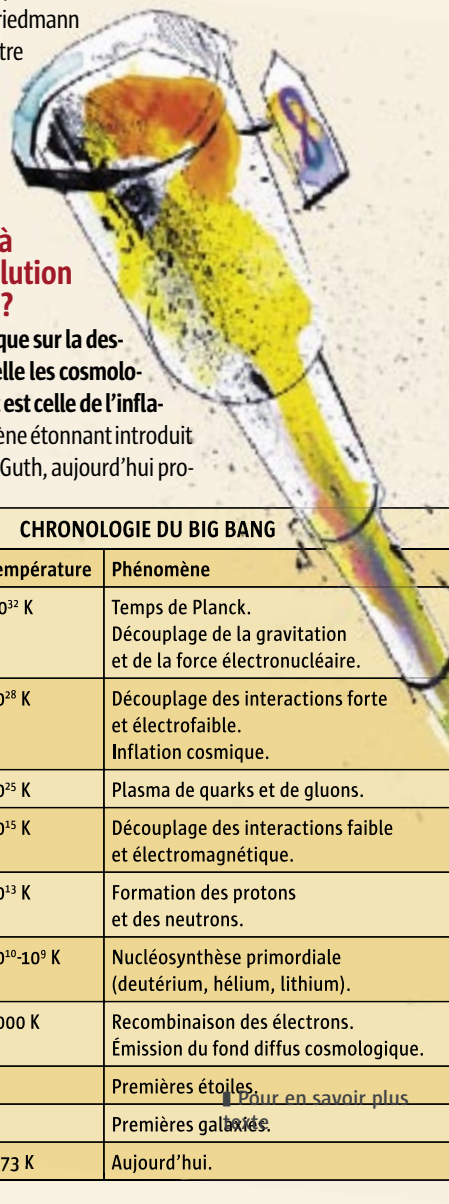 riedmann
tre
à
lution
?
que sur la des-
elle les cosmolo-
est celle de l'infla-
ène étonnant introduit
Guth, aujourd'hui pro-
CHRONOLOGIE DU BIG BANG
empérature Phénomène
0³² K Temps de Planck.
Découplage de la gravitation
et de la force électronucléaire.
0²⁸ K Découplage des interactions forte
et électrofaible.
Inflation cosmique.
0²⁵ K Plasma de quarks et de gluons.
0¹⁵ K Découplage des interactions faible
et électromagnétique.
0¹³ K Formation des protons
et des neutrons.
0¹⁰-10⁹ K Nucléosynthèse primordiale
(deutérium, hélium, lithium).
000 K Recombinaison des électrons.
Émission du fond diffus cosmologique.
Premières étoiles.
Pour en savoir plus
Premières galaxies.
texte
73 K Aujourd'hui.